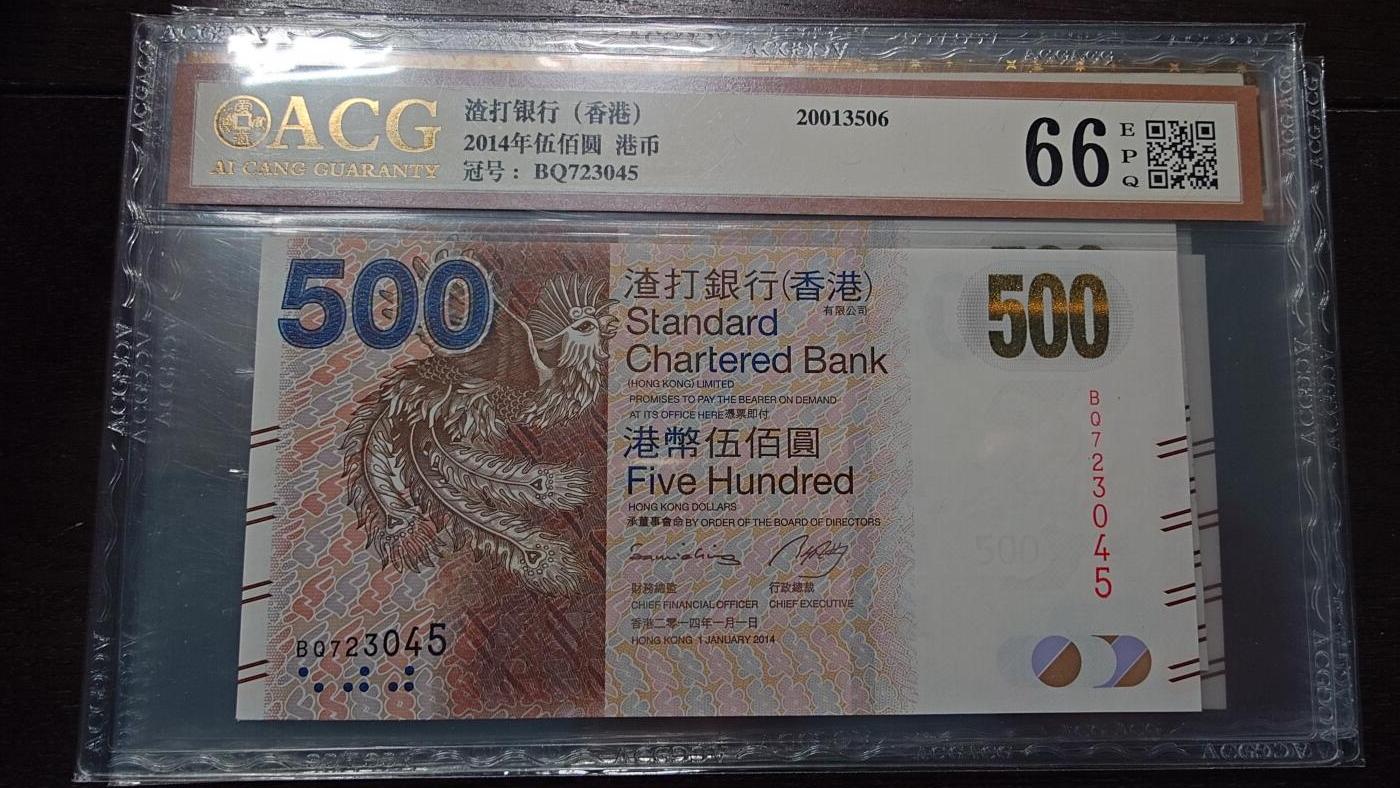 ACG
AI CANG GUARANTY
渣打银行（香港）
2014年伍佰圆 港币
冠号：BQ723045
20013506
66
EPQ
500
渣打銀行(香港)
有限公司
Standard
Chartered Bank
(HONG KONG) LIMITED
PROMISES TO PAY THE BEARER ON DEMAND
AT ITS OFFICE HERE憑票即付
港幣伍佰圓
Five Hundred
HONG KONG DOLLARS
承董事會命 BY ORDER OF THE BOARD OF DIRECTORS
財務總監 行政總裁
CHIEF FINANCIAL OFFICER CHIEF EXECUTIVE
香港二零一四年一月一日
HONG KONG 1 JANUARY 2014
BQ723045
500
BQ723045
500